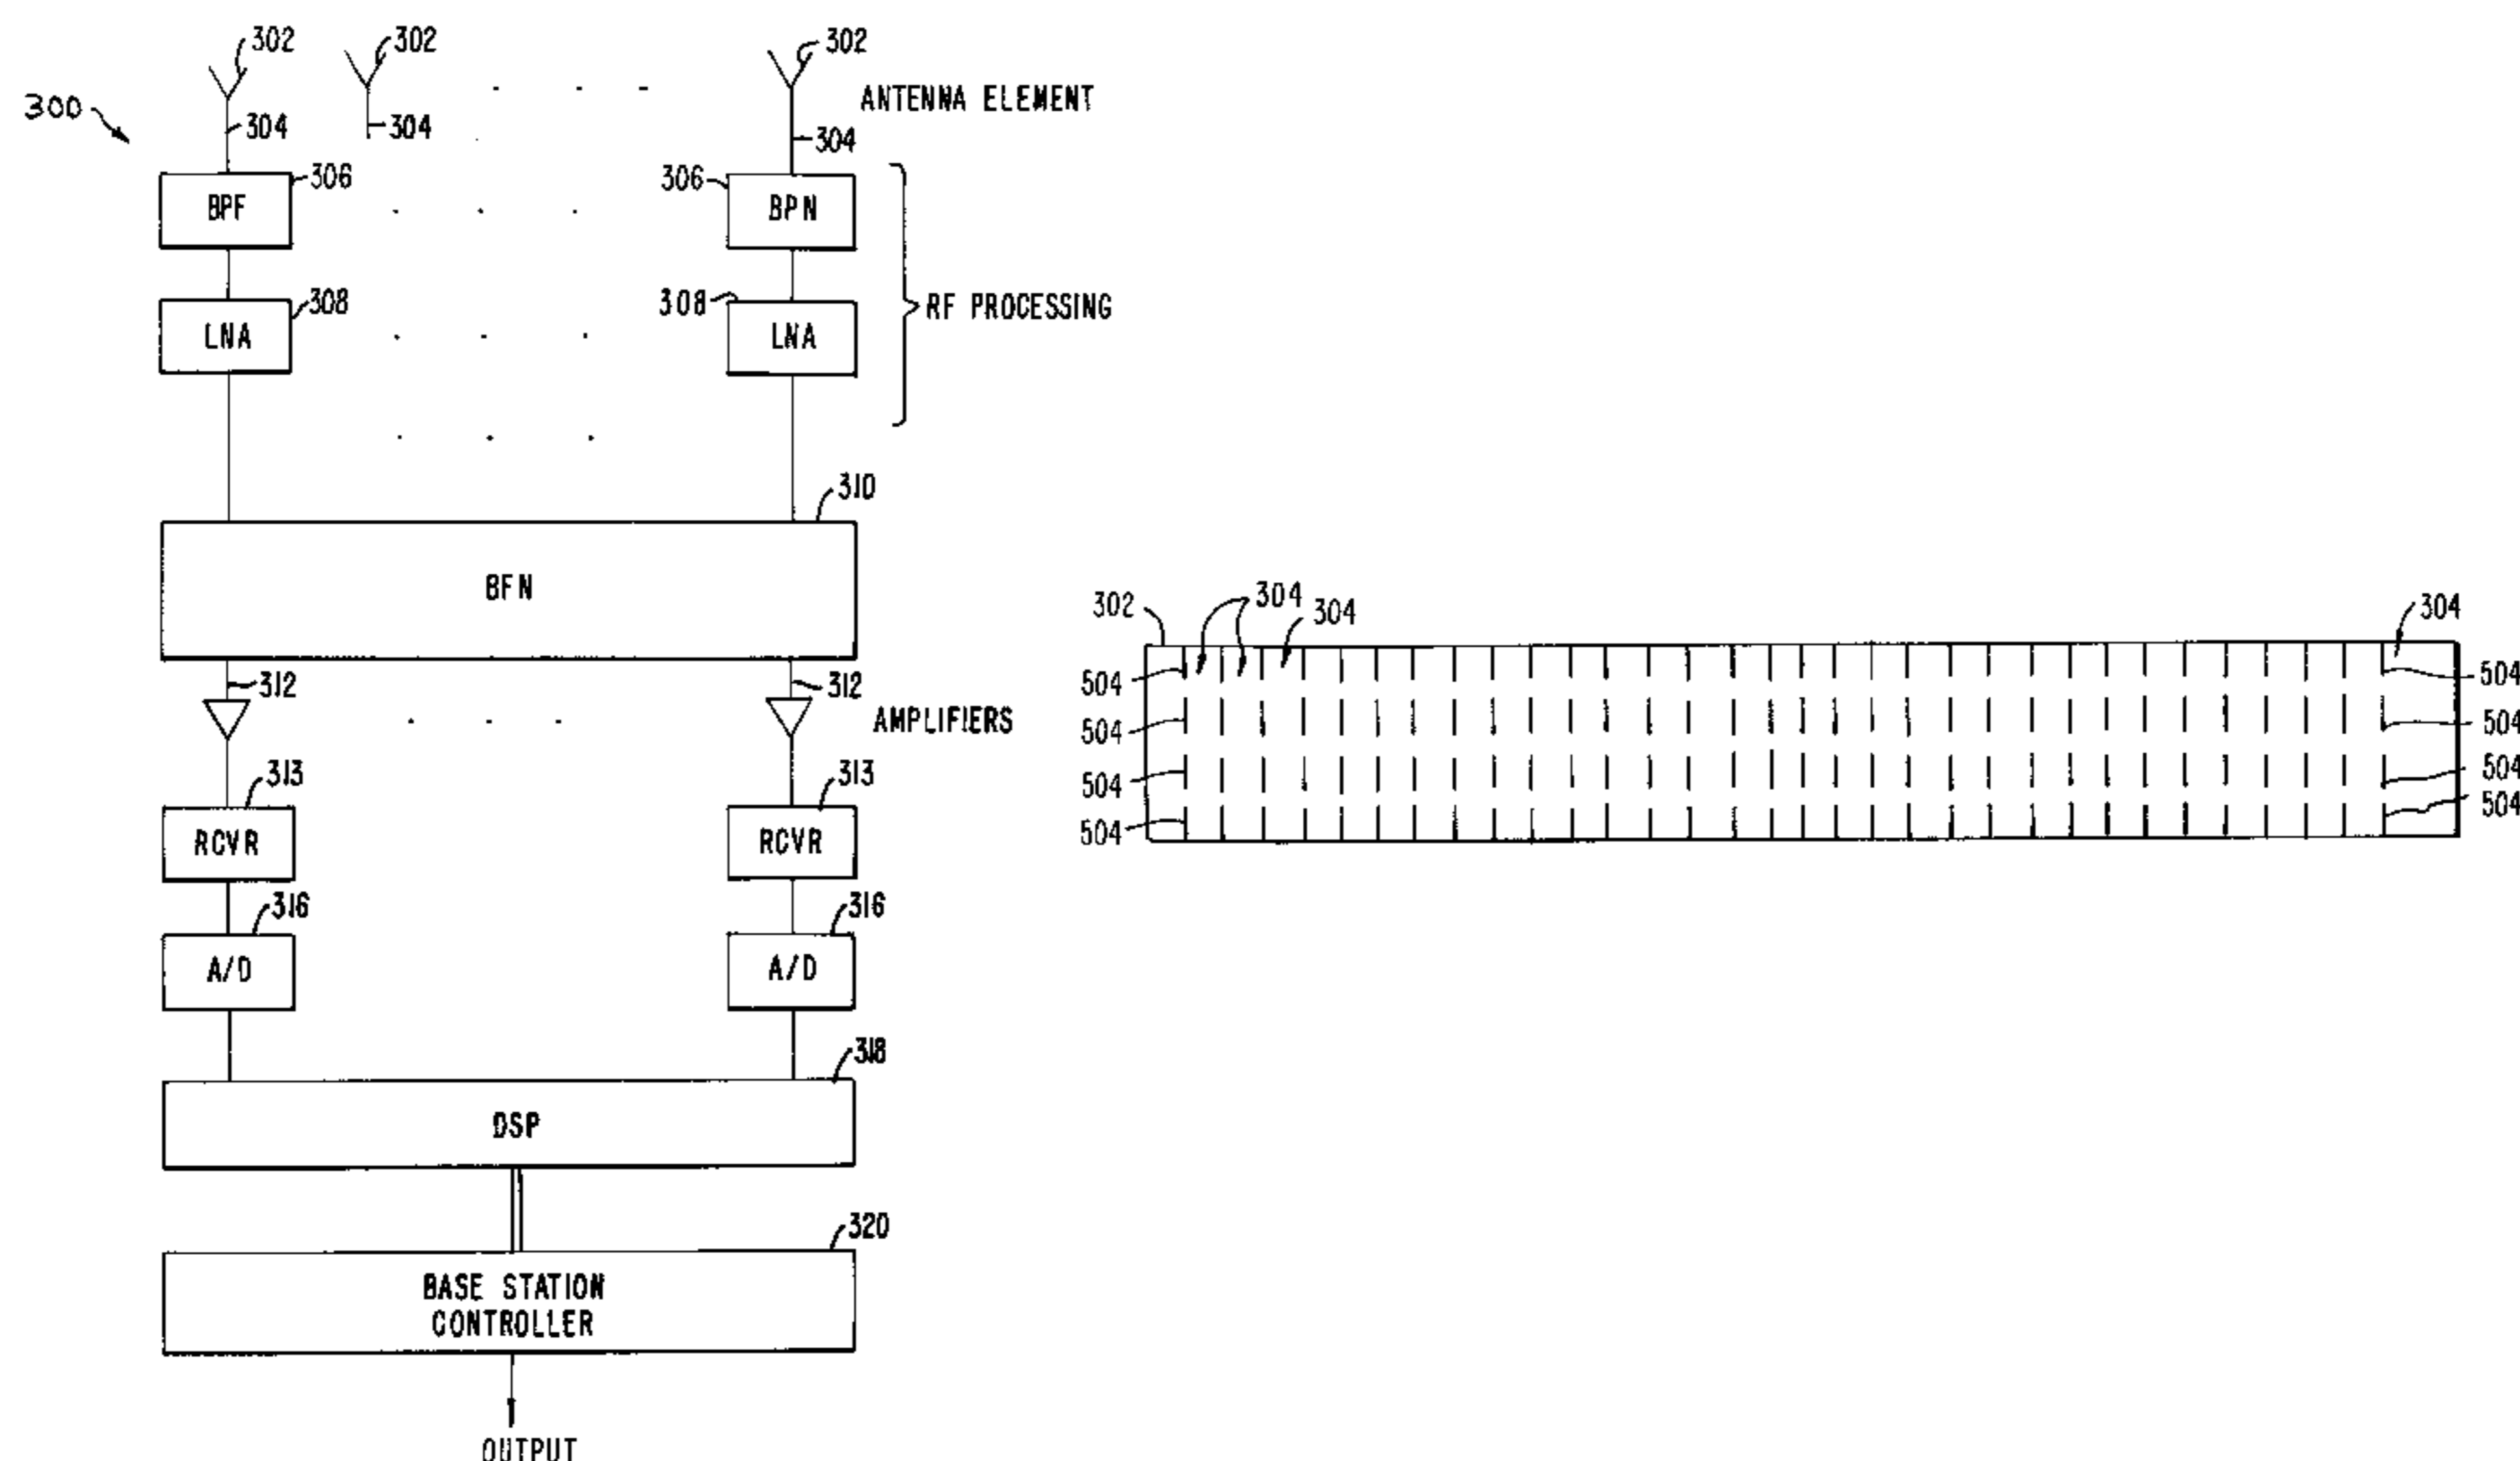 302 302 302
300
ANTENNA ELEMENT
304 304 304
306 306
BPF BPN
308 308
RF PROCESSING
LNA LNA
310
BFN
312 312
AMPLIFIERS
313 313
RCVR RCVR
316 316
A/D A/D
318
DSP
320
BASE STATION
CONTROLLER
OUTPUT
302 304 304 304
504 504
504 504
504 504
504 504